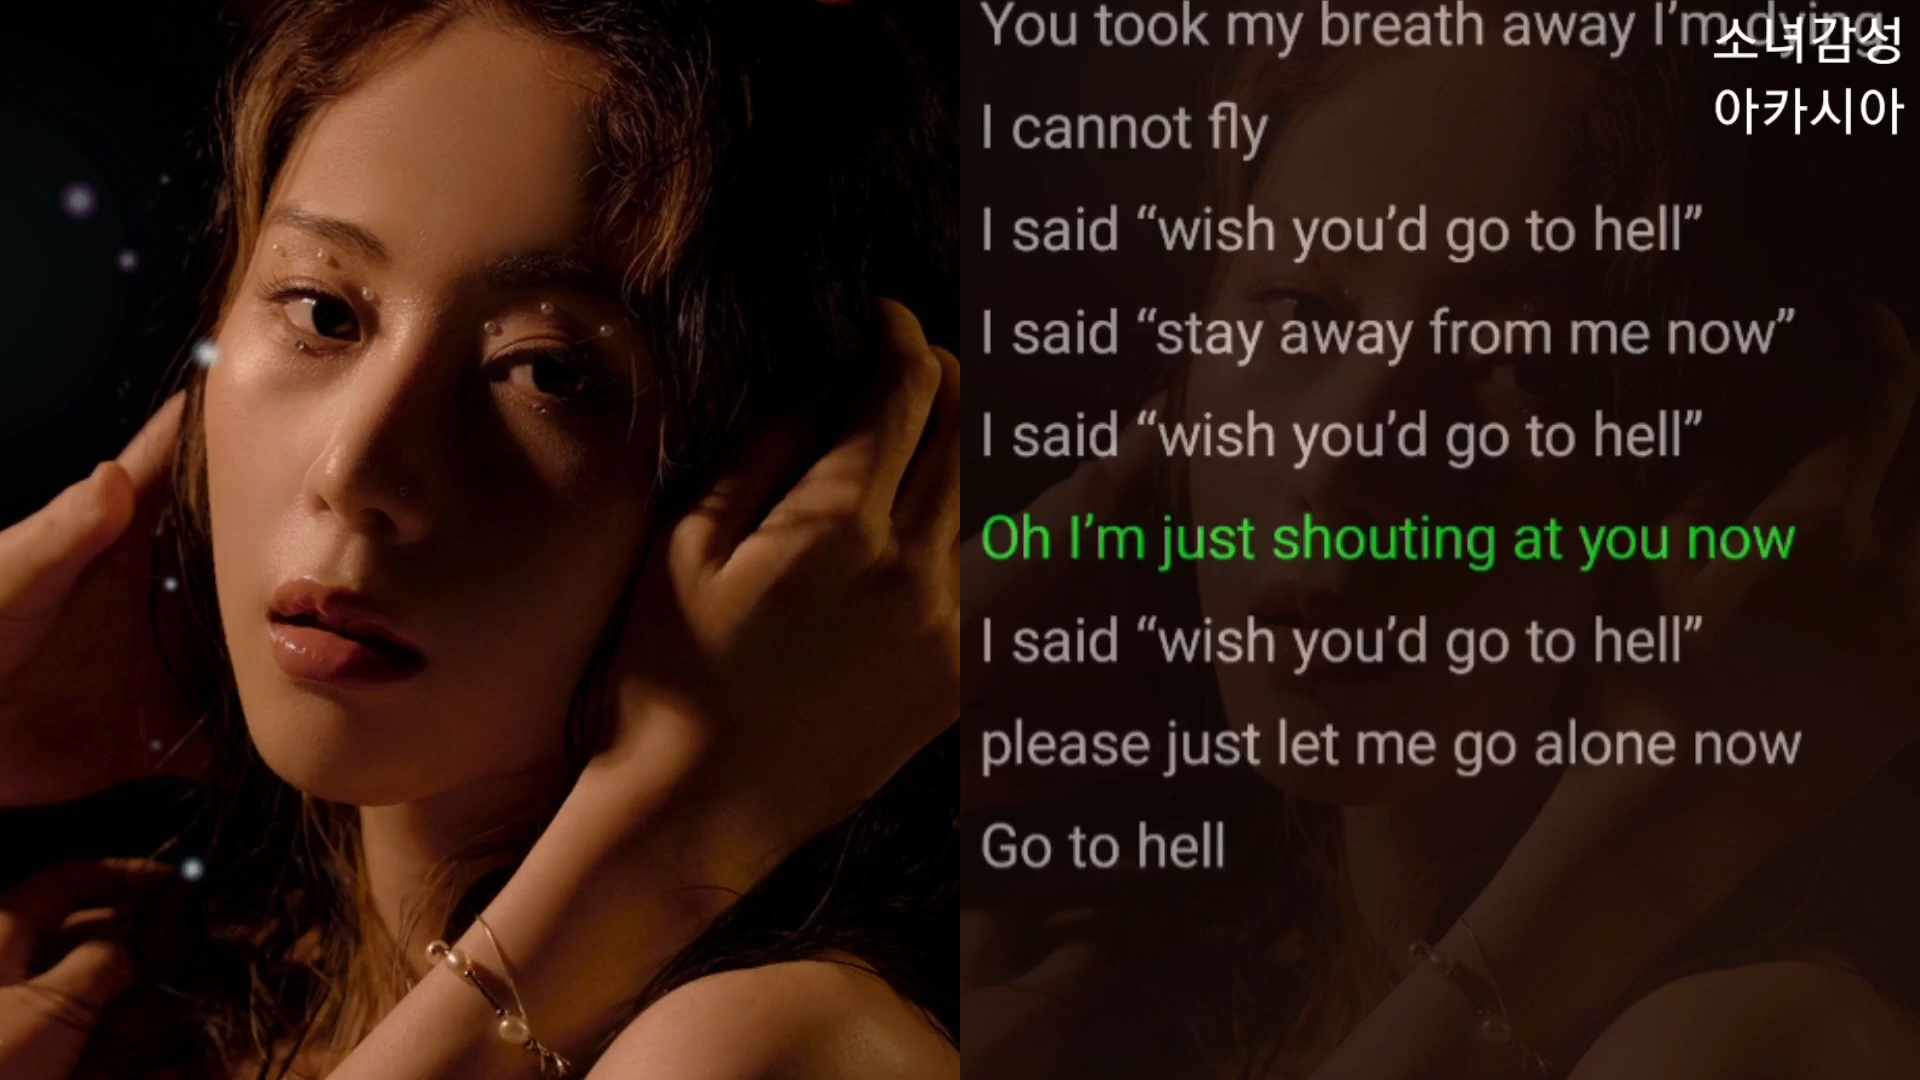 You took my breath away I’m dying
소녀감성
아카시아
I cannot fly
I said “wish you’d go to hell”
I said “stay away from me now”
I said “wish you’d go to hell”
Oh I’m just shouting at you now
I said “wish you’d go to hell”
please just let me go alone now
Go to hell